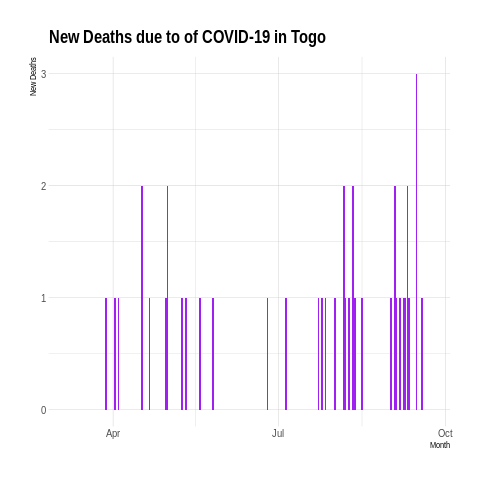 New Deaths due to of COVID-19 in Togo
New Deaths
3
2
1
0
Apr
Jul
Oct
Month